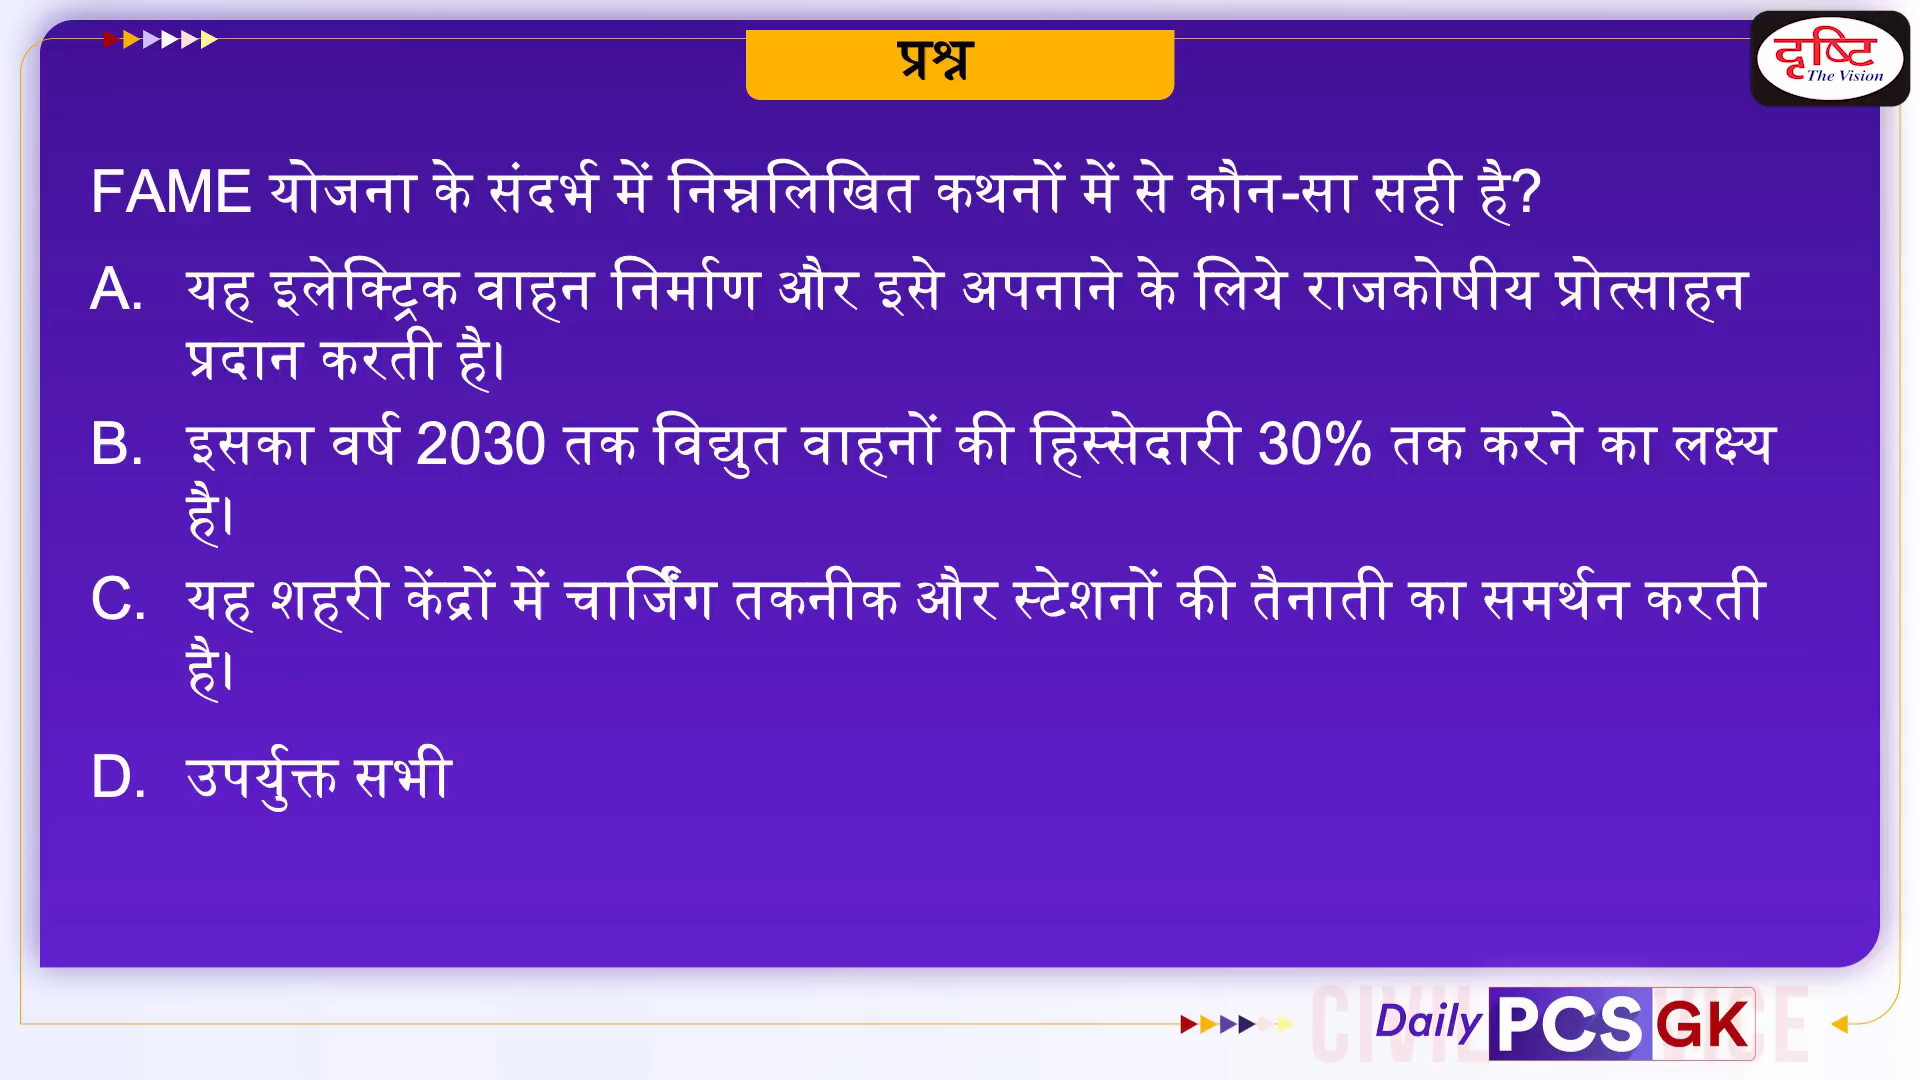 प्रश्न
दृष्टि
The Vision
FAME योजना के संदर्भ में निम्नलिखित कथनों में से कौन-सा सही है?
A. यह इलेक्ट्रिक वाहन निर्माण और इसे अपनाने के लिये राजकोषीय प्रोत्साहन
प्रदान करती है।
B. इसका वर्ष 2030 तक विद्युत वाहनों की हिस्सेदारी 30% तक करने का लक्ष्य
है।
C. यह शहरी केंद्रों में चार्जिंग तकनीक और स्टेशनों की तैनाती का समर्थन करती
है।
D. उपर्युक्त सभी
Daily PCS GK